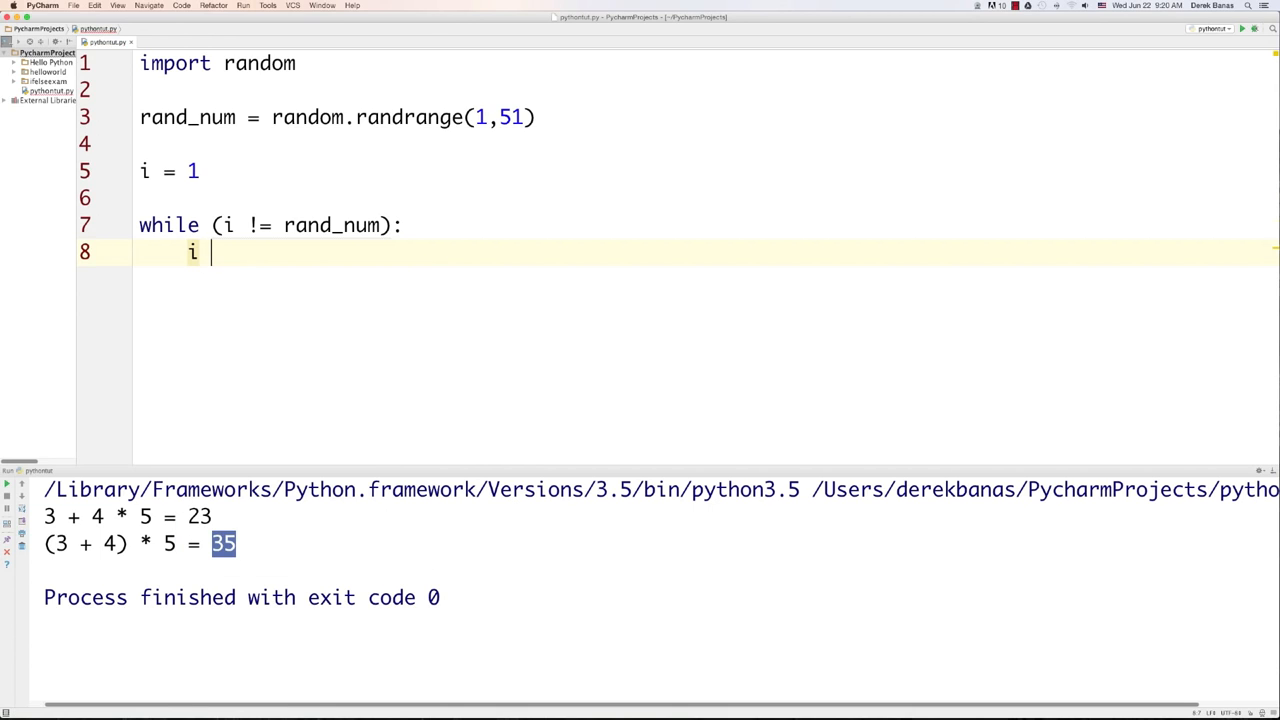 PyCharm File Edit View Navigate Code Refactor Run Tools VCS Window Help 10 Wed Jun 22 9:20 AM Derek Banas
pythontut.py - PycharmProjects - [~/PycharmProjects]
PycharmProjects pythontut.py pythontut
pythontut.py
PycharmProject
Hello Python
helloworld
ifelseexam
pythontut.py
External Librarie
1 import random
2
3 rand_num = random.randrange(1,51)
4
5 i = 1
6
7 while (i != rand_num):
8 i
Run pythontut
/Library/Frameworks/Python.framework/Versions/3.5/bin/python3.5 /Users/derekbanas/PycharmProjects/pytho
3 + 4 * 5 = 23
(3 + 4) * 5 = 35
Process finished with exit code 0
8:7 LF÷ UTF-8÷